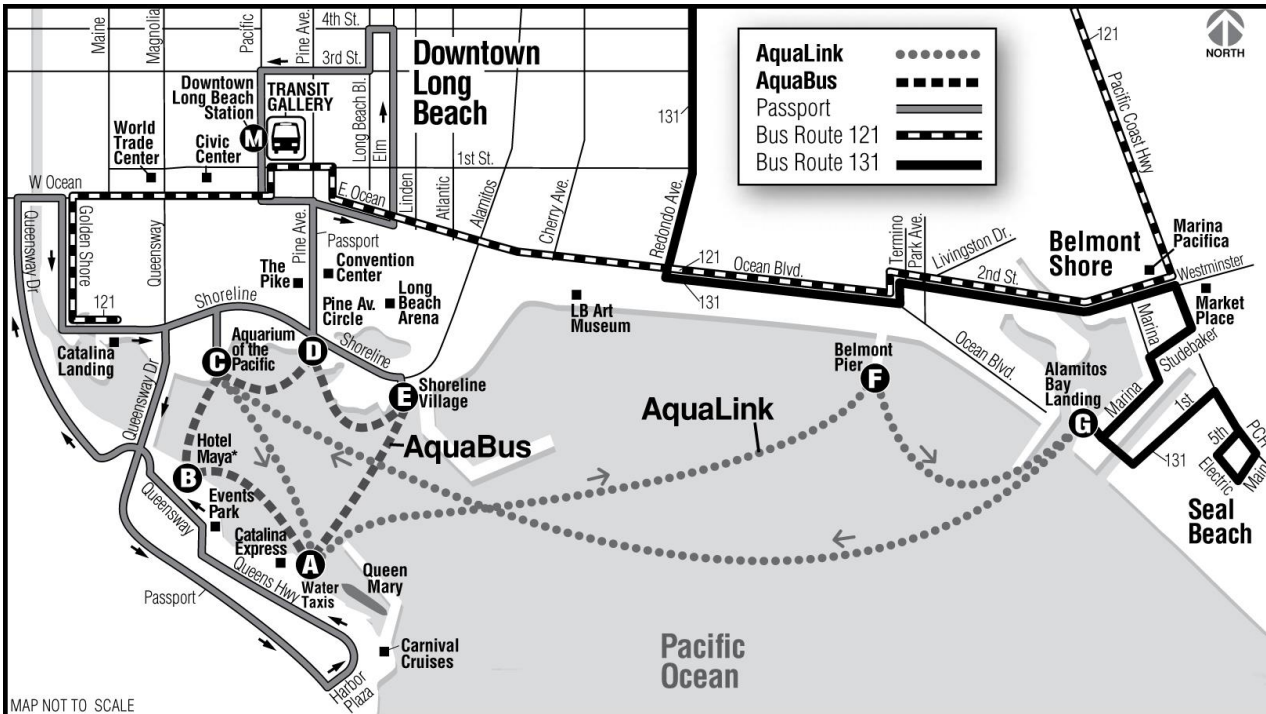 4th St.
121
NORTH
Maine
Magnolia
Pacific
Pine Ave.
3rd St.
Downtown
Long
Beach
AquaLink
AquaBus
Passport
Bus Route 121
Bus Route 131
Pacific Coast Hwy
Downtown
Long Beach
Station
TRANSIT
GALLERY
M
Long Beach Bl.
Elm
131
World
Trade
Center
Civic
Center
1st St.
W Ocean
E. Ocean
Linden
Atlantic
Alamitos
Cherry Ave.
Redondo Ave.
Queensway Dr
Golden Shore
Queensway
Pine Ave.
Passport
Convention
Center
The
Pike
Pine Av.
Circle
Long
Beach
Arena
121
131
Ocean Blvd.
Termino
Park Ave.
Livingston Dr.
2nd St.
Belmont
Shore
Marina
Pacifica
Westminster
Market
Place
LB Art
Museum
121
Shoreline
Catalina
Landing
C
Aquarium
of the
Pacific
D
Shoreline
E
Shoreline
Village
Belmont
Pier
F
Ocean Blvd.
Marina
Studebaker
Alamitos
Bay
Landing
G
Marina
1st
131
5th
Electric
PCH
Main
Seal
Beach
AquaLink
AquaBus
Queensway Dr
Hotel
Maya*
B
Queensway
Events
Park
Catalina
Express
A
Water
Taxis
Queen
Mary
Queens Hwy
Passport
Carnival
Cruises
Harbor
Plaza
Pacific
Ocean
MAP NOT TO SCALE